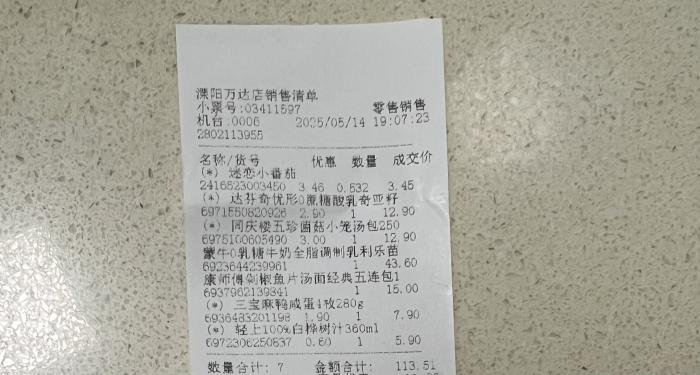 溧阳万达店销售清单
小票号:03411597 零售销售
机台:0006 2025/05/14 19:07:23
2802113955
名称/货号 优惠 数量 成交价
(*) 迷恋小番茄
2416523003450 3.46 0.532 3.45
(*) 达芬奇优形0蔗糖酸乳奇亚籽
6971550820926 2.90 1 12.90
(*) 同庆楼五珍菌菇小笼汤包250
6975100605490 3.00 1 12.90
蒙牛0乳糖牛奶全脂调制乳利乐苗
6923644239961 1 43.60
康师傅剁椒鱼片汤面经典五连包1
6937962139341 1 15.00
(*) 三宝麻鸭咸蛋4枚280g
6936483201198 1.90 1 7.90
(*) 轻上100%白桦树汁360ml
6972306250837 0.60 1 5.90
数量合计: 7 金额合计: 113.51